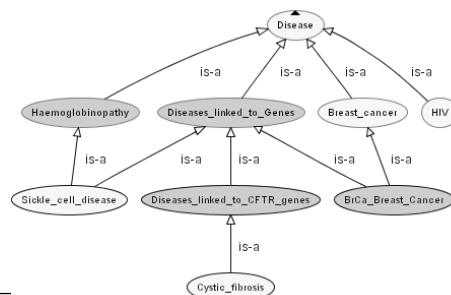 Disease
is-a is-a is-a is-a
Haemoglobinopathy Diseases_linked_to_Genes Breast_cancer HIV
is-a is-a is-a is-a is-a
Sickle_cell_disease Diseases_linked_to_CFTR_genes BrCa_Breast_Cancer
is-a
Cystic_fibrosis